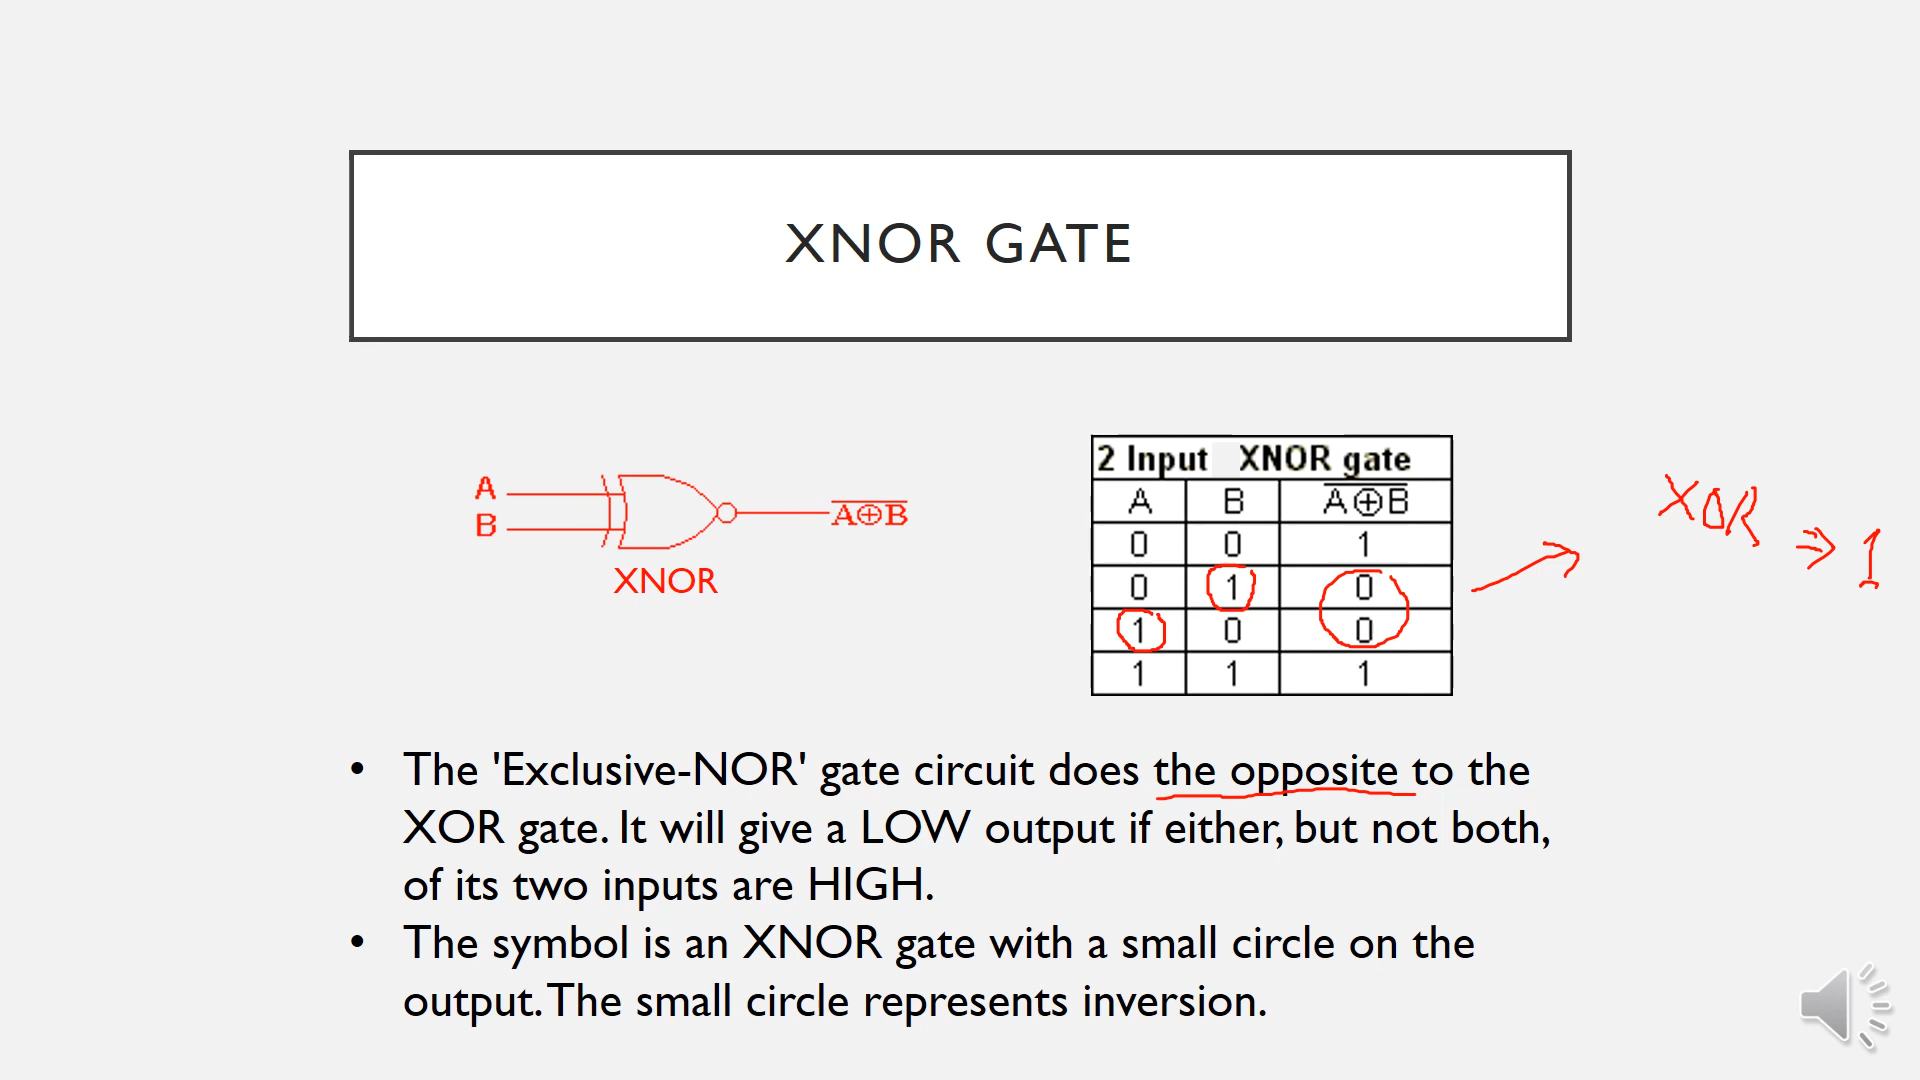 XNOR GATE
A
B
A⊕B
XNOR
2 Input XNOR gate
A B A⊕B
0 0 1
0 1 0
1 0 0
1 1 1
XOR ⇒ 1
• The 'Exclusive-NOR' gate circuit does the opposite to the
XOR gate. It will give a LOW output if either, but not both,
of its two inputs are HIGH.
• The symbol is an XNOR gate with a small circle on the
output. The small circle represents inversion.